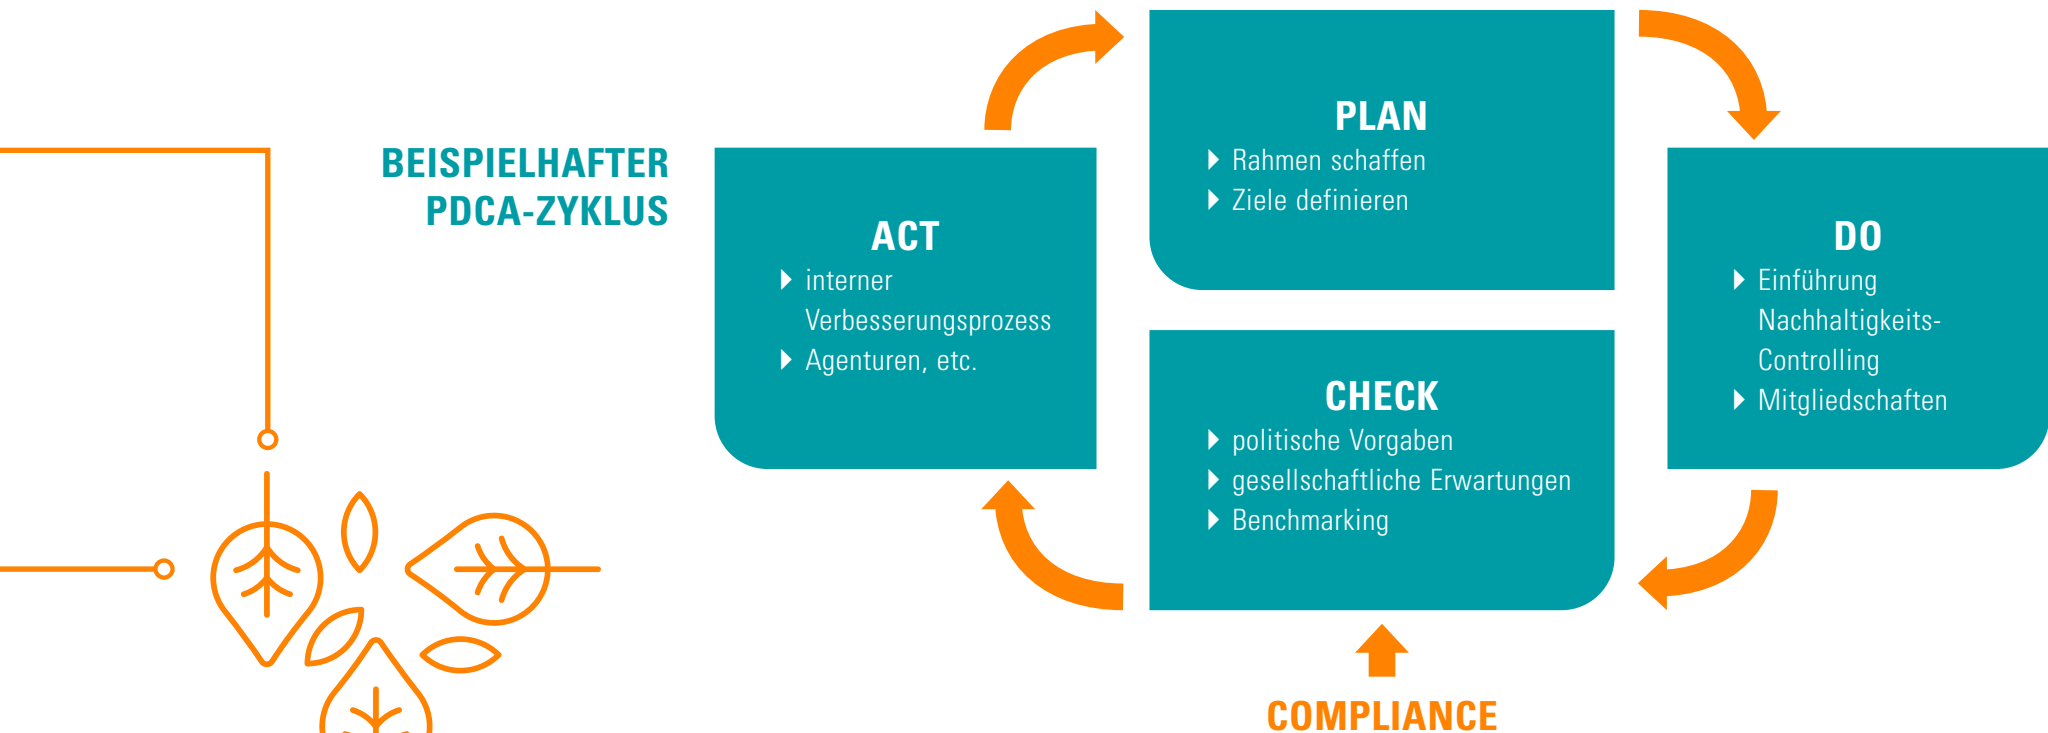 BEISPIELHAFTER
PDCA-ZYKLUS
PLAN
Rahmen schaffen
Ziele definieren
DO
Einführung
Nachhaltigkeits-
Controlling
Mitgliedschaften
CHECK
politische Vorgaben
gesellschaftliche Erwartungen
Benchmarking
ACT
interner
Verbesserungsprozess
Agenturen, etc.
COMPLIANCE